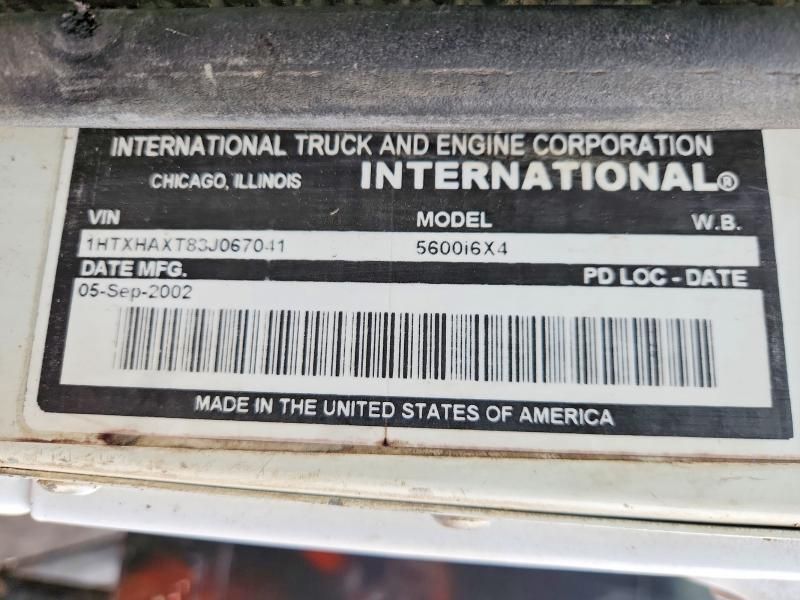 INTERNATIONAL TRUCK AND ENGINE CORPORATION
CHICAGO, ILLINOIS INTERNATIONAL®
VIN MODEL W.B.
1HTXHAXT83J067041 5600i6X4
DATE MFG. PD LOC - DATE
05-Sep-2002
MADE IN THE UNITED STATES OF AMERICA